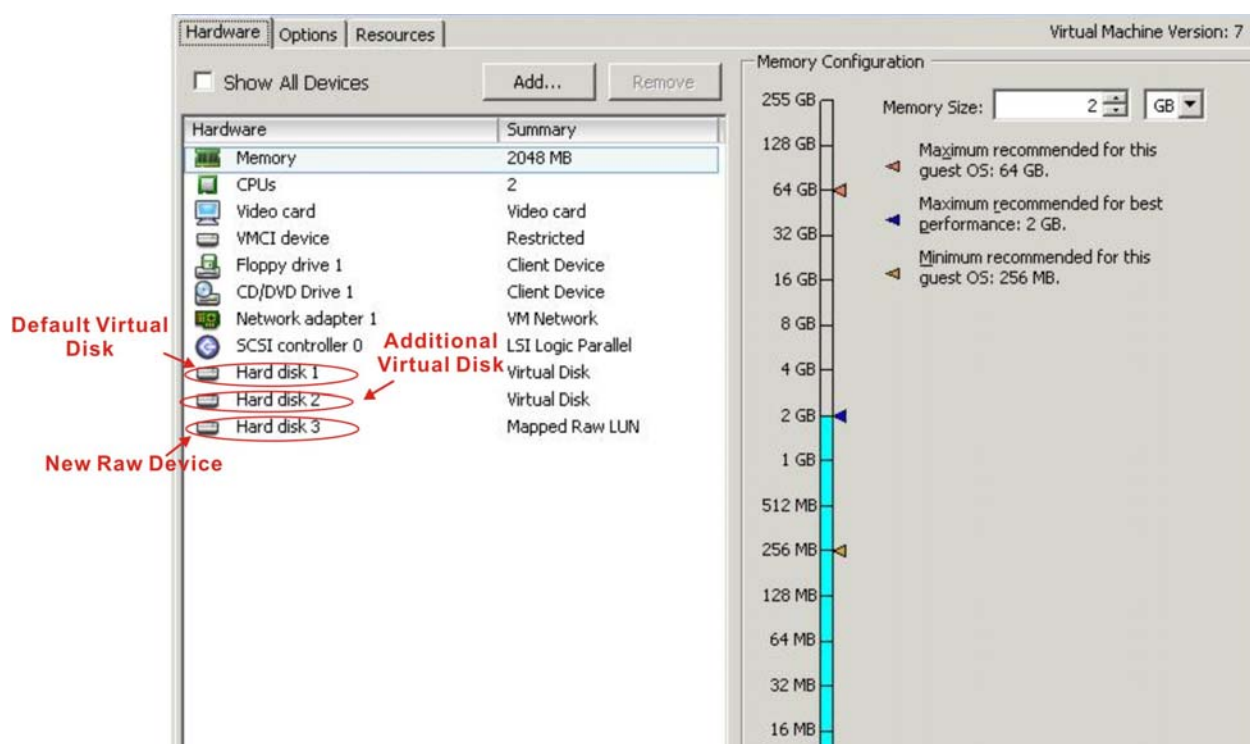 Hardware Options Resources
Virtual Machine Version: 7
Show All Devices
Add...
Remove
Hardware Summary
Memory 2048 MB
CPUs 2
Video card Video card
VMCI device Restricted
Floppy drive 1 Client Device
CD/DVD Drive 1 Client Device
Network adapter 1 VM Network
SCSI controller 0 LSI Logic Parallel
Hard disk 1 Virtual Disk
Hard disk 2 Virtual Disk
Hard disk 3 Mapped Raw LUN
Default Virtual
Disk
Additional
Virtual Disk
New Raw Device
Memory Configuration
255 GB
128 GB
64 GB
32 GB
16 GB
8 GB
4 GB
2 GB
1 GB
512 MB
256 MB
128 MB
64 MB
32 MB
16 MB
Memory Size: 2 GB
Maximum recommended for this
guest OS: 64 GB.
Maximum recommended for best
performance: 2 GB.
Minimum recommended for this
guest OS: 256 MB.